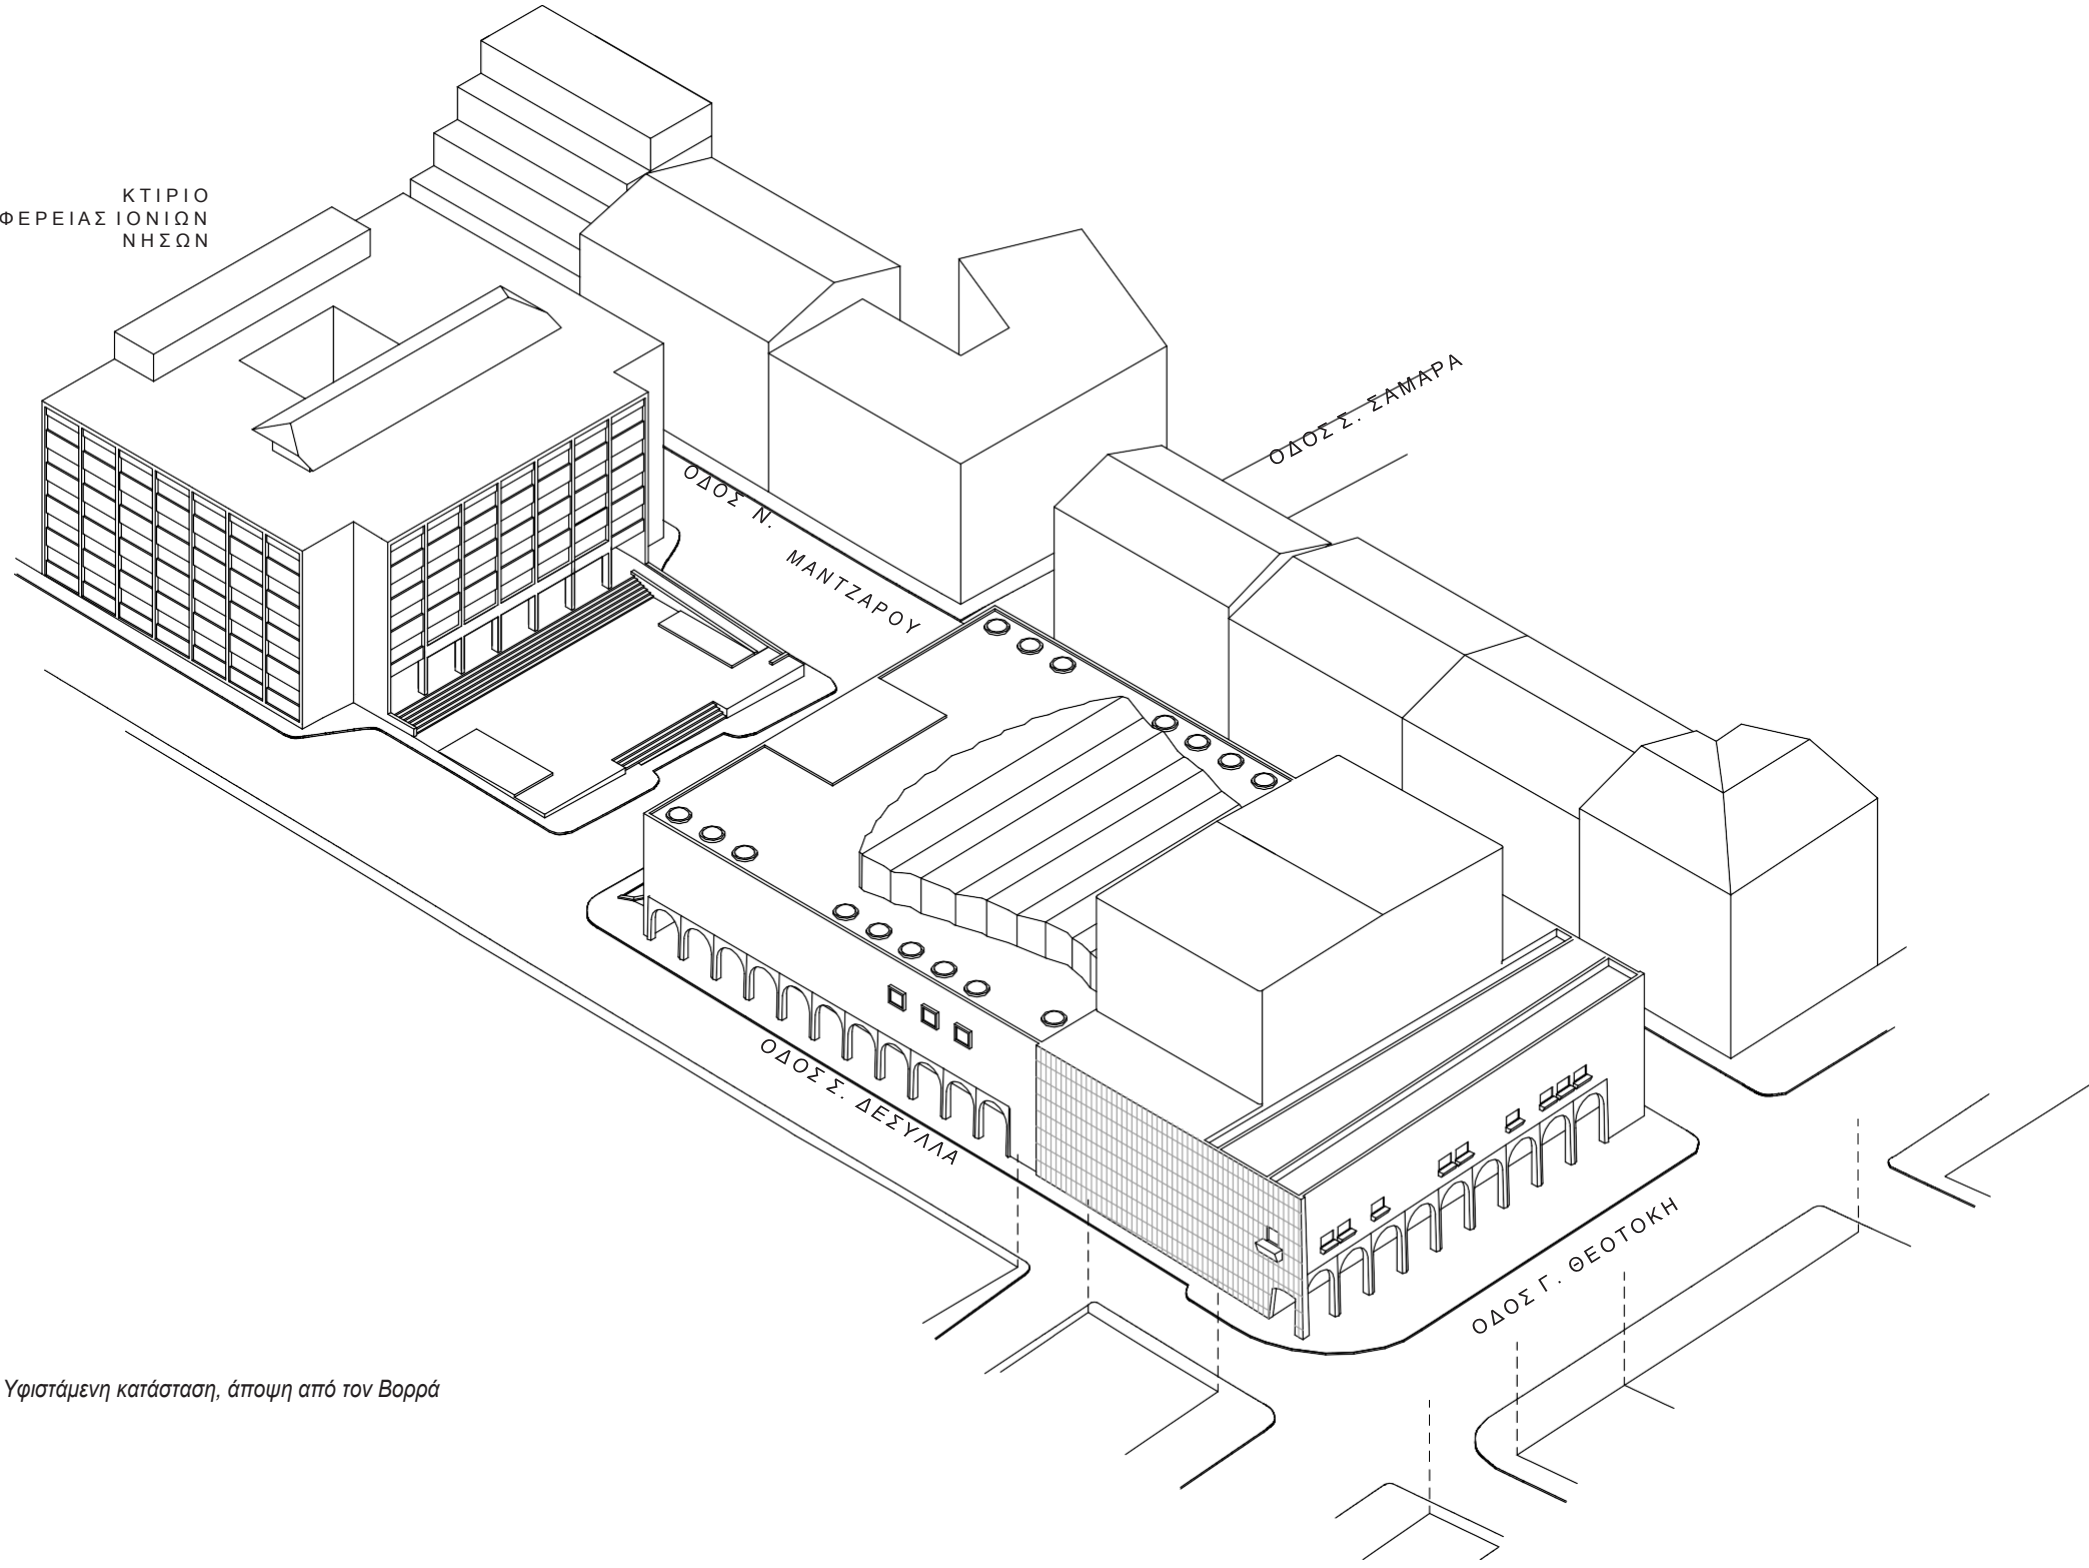 ΚΤΙΡΙΟ
ΦΕΡΕΙΑΣ ΙΟΝΙΩΝ
ΝΗΣΩΝ
ΟΔΟΣ Σ. ΣΑΜΑΡΑ
ΟΔΟΣ Ν. ΜΑΝΤΖΑΡΟΥ
ΟΔΟΣ Σ. ΔΕΣΥΛΛΑ
ΟΔΟΣ Γ. ΘΕΟΤΟΚΗ
Υφιστάμενη κατάσταση, άποψη από τον Βορρά